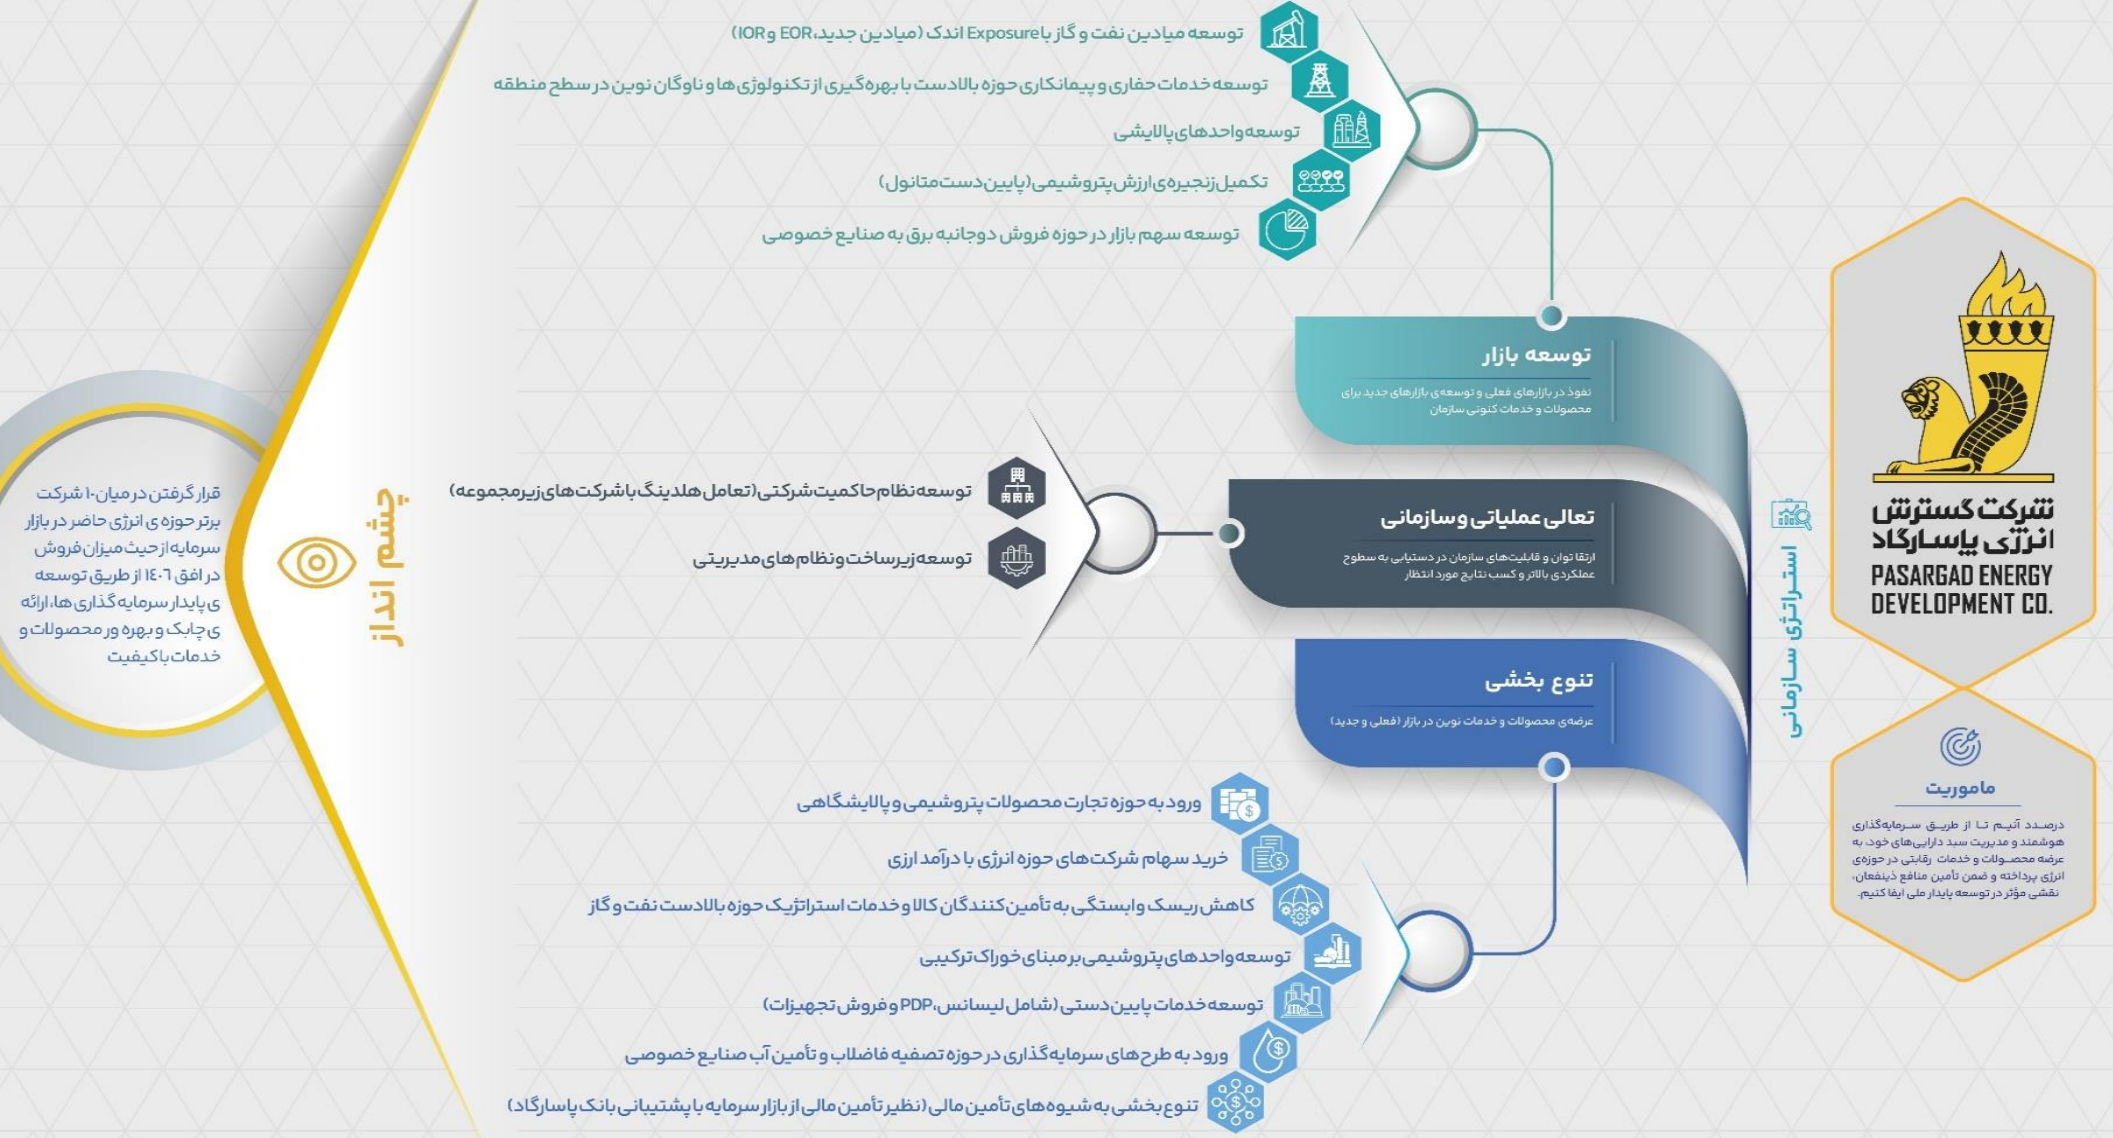 شرکت گسترش
انرژی پاسارگاد
PASARGAD ENERGY
DEVELOPMENT CO.
ماموریت
درصدد آنیم تا از طریق سرمایه‌گذاری
هوشمند و مدیریت سبد دارایی‌های خود، به
عرضه محصولات و خدمات رقابتی در حوزه‌ی
انرژی پرداخته و ضمن تأمین منافع ذینفعان،
نقشی مؤثر در توسعه پایدار ملی ایفا کنیم.
استراتژی سازمانی
توسعه بازار
نفوذ در بازارهای فعلی و توسعه‌ی بازارهای جدید برای
محصولات و خدمات کنونی سازمان
توسعه میادین نفت و گاز با Exposure اندک (میادین جدید، EOR و IOR)
توسعه خدمات حفاری و پیمانکاری حوزه بالادست با بهره‌گیری از تکنولوژی‌ها و ناوگان نوین در سطح منطقه
توسعه واحدهای پالایشی
تکمیل زنجیره‌ی ارزش پتروشیمی (پایین‌دست متانول)
توسعه سهم بازار در حوزه فروش دوجانبه برق به صنایع خصوصی
تعالی عملیاتی و سازمانی
ارتقا توان و قابلیت‌های سازمان در دستیابی به سطوح
عملکردی بالاتر و کسب نتایج مورد انتظار
توسعه نظام حاکمیت شرکتی (تعامل هلدینگ با شرکت‌های زیرمجموعه)
توسعه زیرساخت و نظام‌های مدیریتی
تنوع بخشی
عرضه‌ی محصولات و خدمات نوین در بازار (فعلی و جدید)
ورود به حوزه تجارت محصولات پتروشیمی و پالایشگاهی
خرید سهام شرکت‌های حوزه انرژی با درآمد ارزی
کاهش ریسک وابستگی به تأمین‌کنندگان کالا و خدمات استراتژیک حوزه بالادست نفت و گاز
توسعه واحدهای پتروشیمی بر مبنای خوراک ترکیبی
توسعه خدمات پایین‌دستی (شامل لیسانس، PDP و فروش تجهیزات)
ورود به طرح‌های سرمایه‌گذاری در حوزه تصفیه فاضلاب و تأمین آب صنایع خصوصی
تنوع بخشی به شیوه‌های تأمین مالی (نظیر تأمین مالی از بازار سرمایه با پشتیبانی بانک پاسارگاد)
چشم انداز
قرار گرفتن در میان ۱۰ شرکت
برتر حوزه ی انرژی حاضر در بازار
سرمایه از حیث میزان فروش
در افق ۱۴۰۶ از طریق توسعه
ی پایدار سرمایه گذاری ها، ارائه
ی چابک و بهره ور محصولات و
خدمات با کیفیت